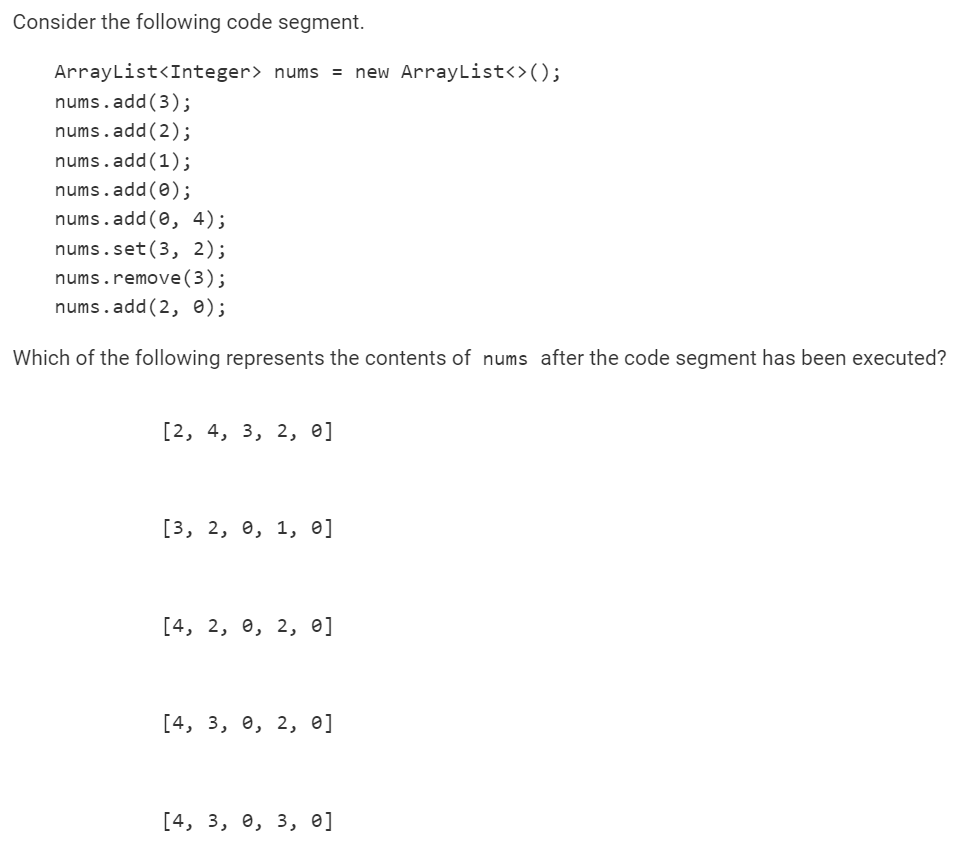 Consider the following code segment.
ArrayList<Integer> nums = new ArrayList<>();
nums.add(3);
nums.add(2);
nums.add(1);
nums.add(0);
nums.add(0, 4);
nums.set(3, 2);
nums.remove(3);
nums.add(2, 0);
Which of the following represents the contents of nums after the code segment has been executed?
[2, 4, 3, 2, 0]
[3, 2, 0, 1, 0]
[4, 2, 0, 2, 0]
[4, 3, 0, 2, 0]
[4, 3, 0, 3, 0]